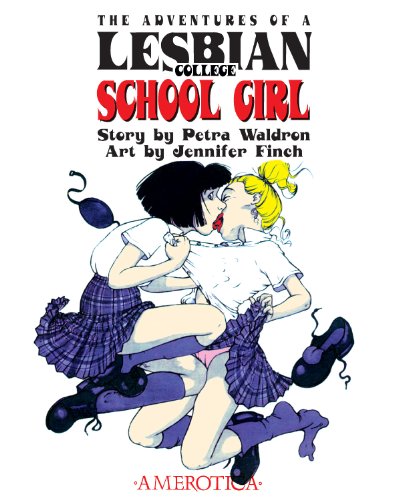 THE ADVENTURES OF A
LESBIAN
COLLEGE
SCHOOL GIRL
Story by Petra Waldron
Art by Jennifer Finch
•AMEROTICA•